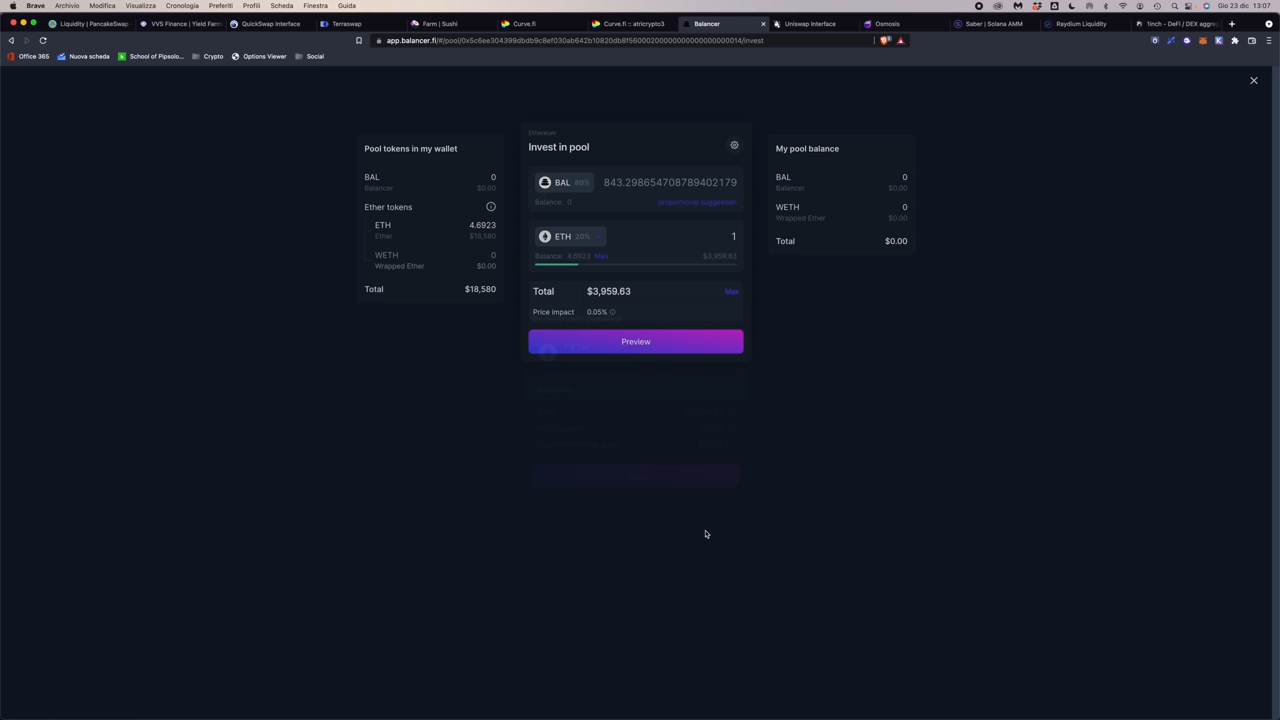 Brave Archivio Modifica Visualizza Cronologia Preferiti Profili Scheda Finestra Guida Gio 23 dic 13:07
Liquidity | PancakeSwap VVS Finance | Yield Farm QuickSwap Interface Terraswap Farm | Sushi Curve.fi Curve.fi :: atricrypto3 Balancer Uniswap Interface Osmosis Saber | Solana AMM Raydium Liquidity 1inch - DeFi / DEX aggreg
app.balancer.fi/#/pool/0x5c6ee304399dbdb9c8ef030ab642b10820db8f56000200000000000000000014/invest
Office 365 Nuova scheda School of Pipsolo... Crypto Options Viewer Social
Pool tokens in my wallet
BAL 0
Balancer $0.00
Ether tokens
ETH 4.6923
Ether $18,580
WETH 0
Wrapped Ether $0.00
Total $18,580
Ethereum
Invest in pool
BAL 80% 843.298654708789402179
Balance: 0 proportional suggestion
ETH 20% 1
Balance: 4.6923 Max $3,959.63
Total $3,959.63 Max
Price impact 0.05%
Preview
My pool balance
BAL 0
Balancer $0.00
WETH 0
Wrapped Ether $0.00
Total $0.00